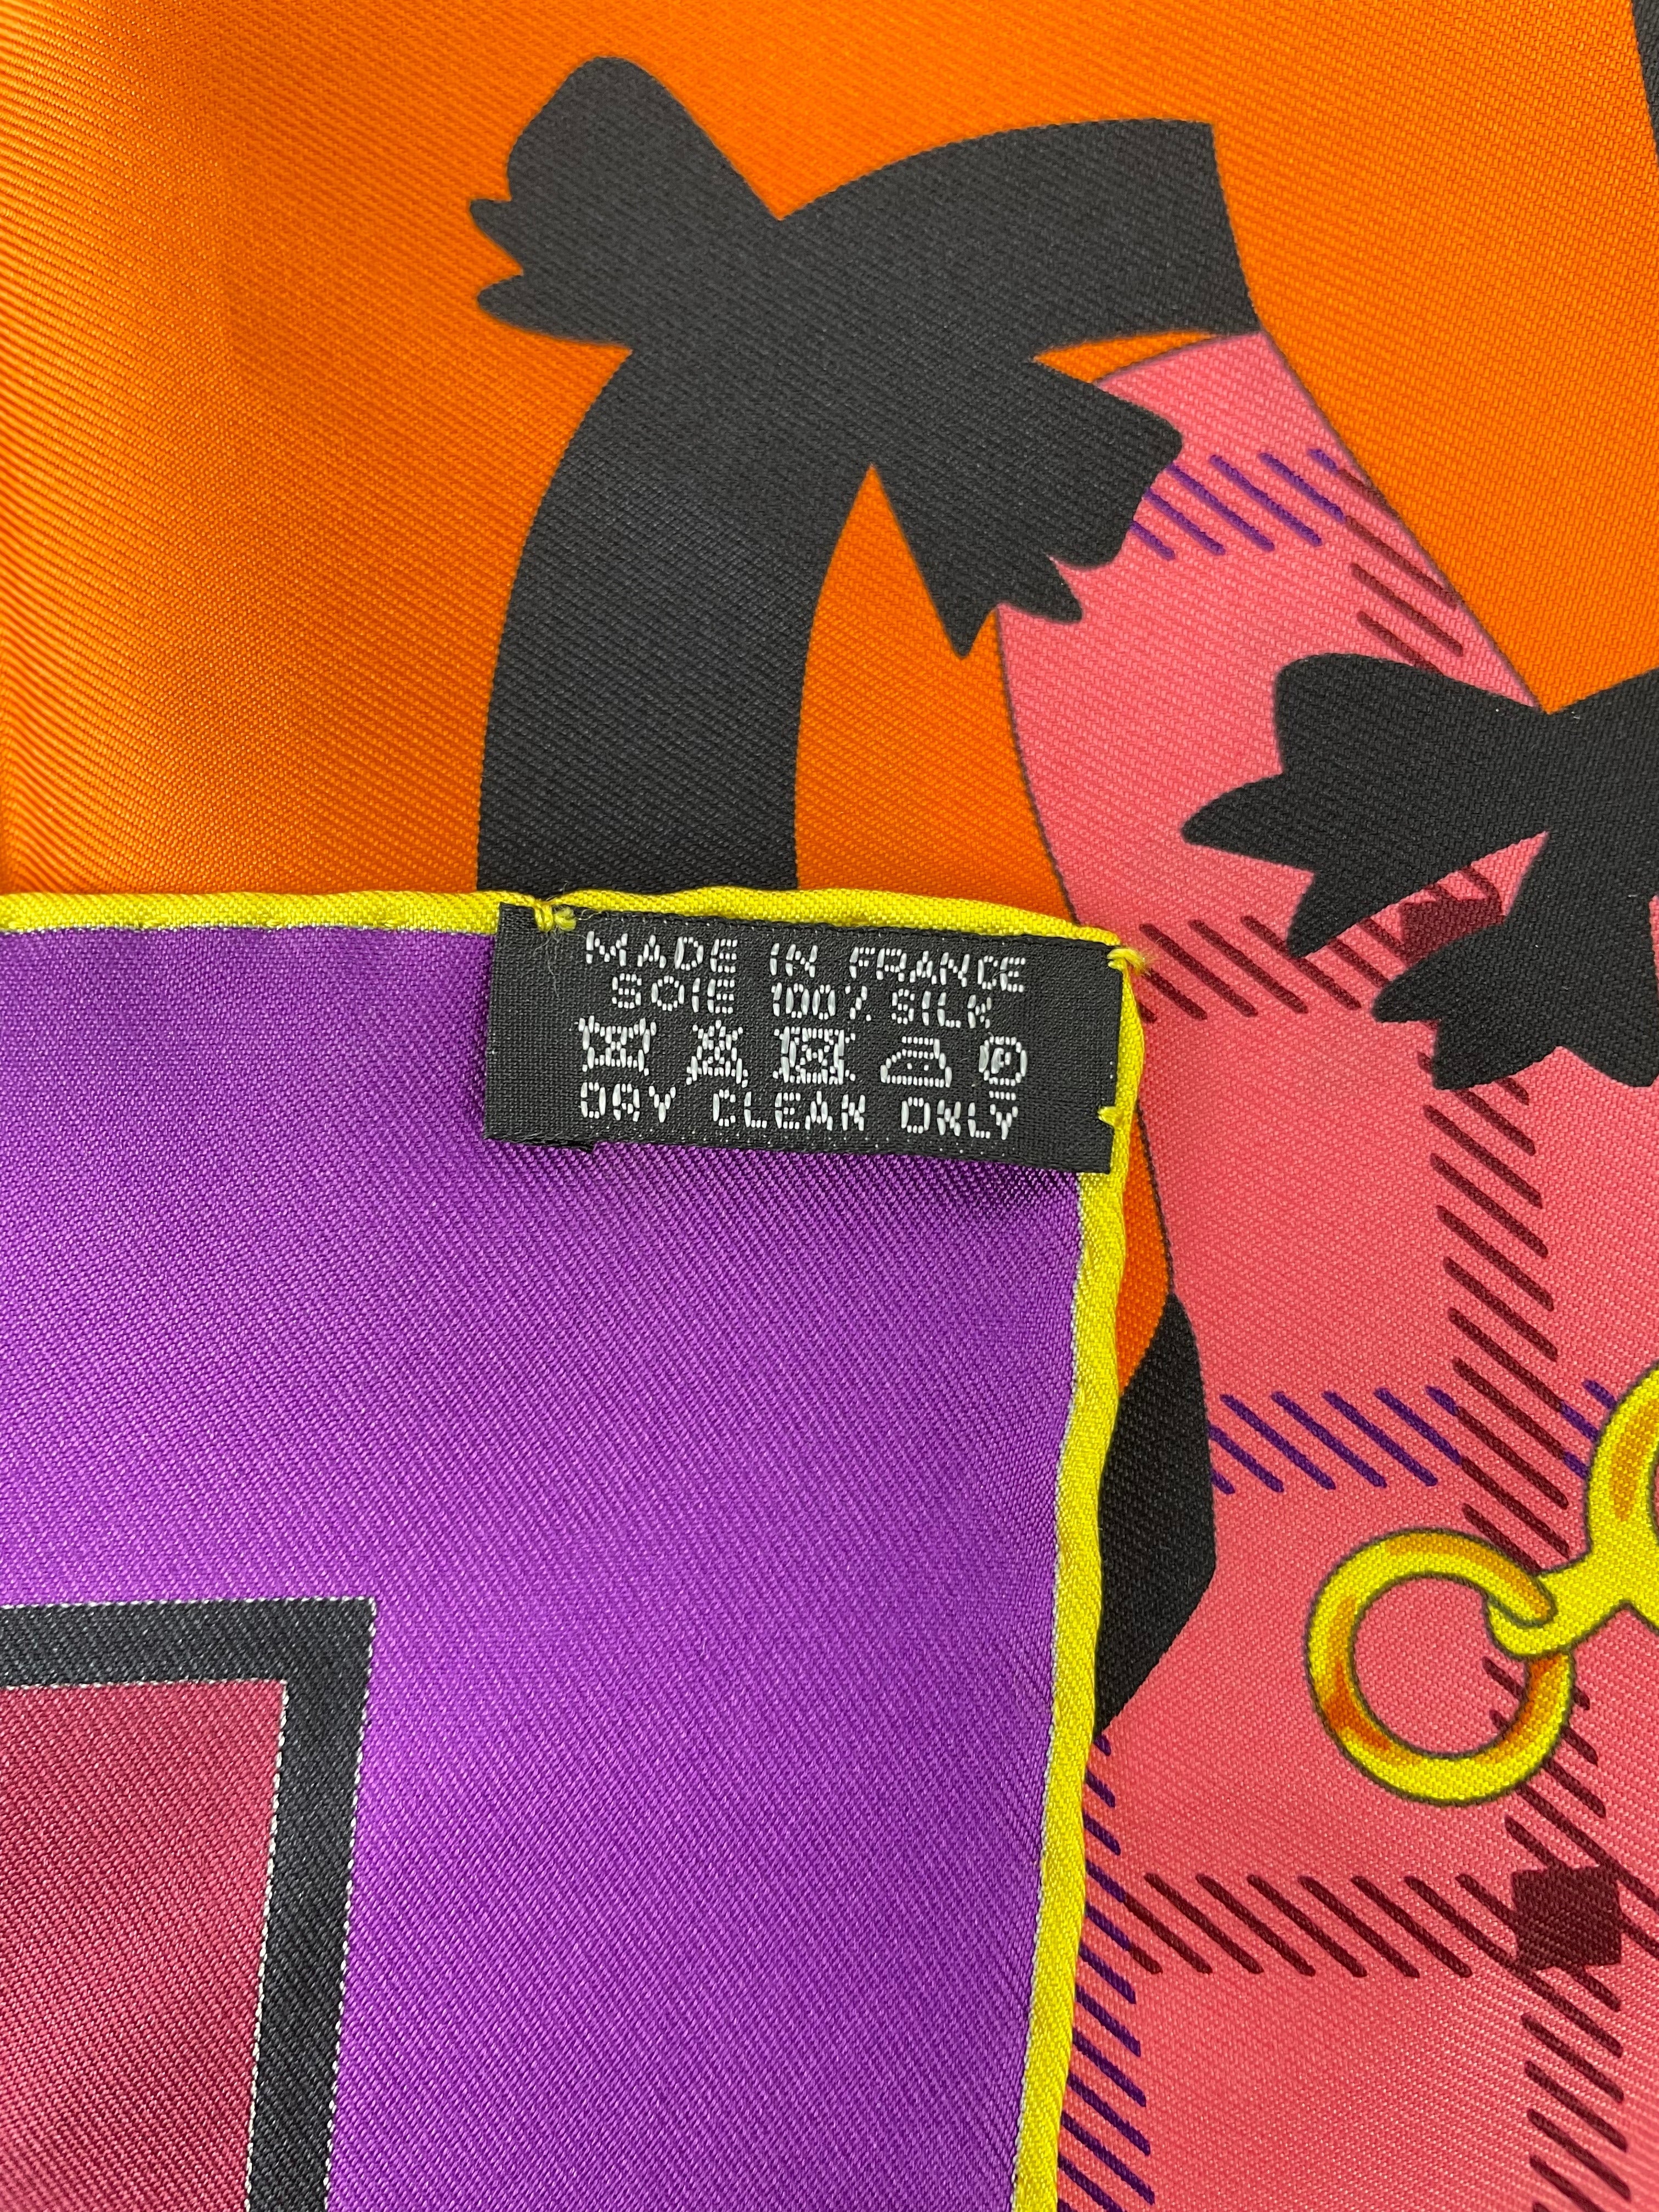 MADE IN FRANCE
SOIE 100% SILK
P
DRY CLEAN ONLY